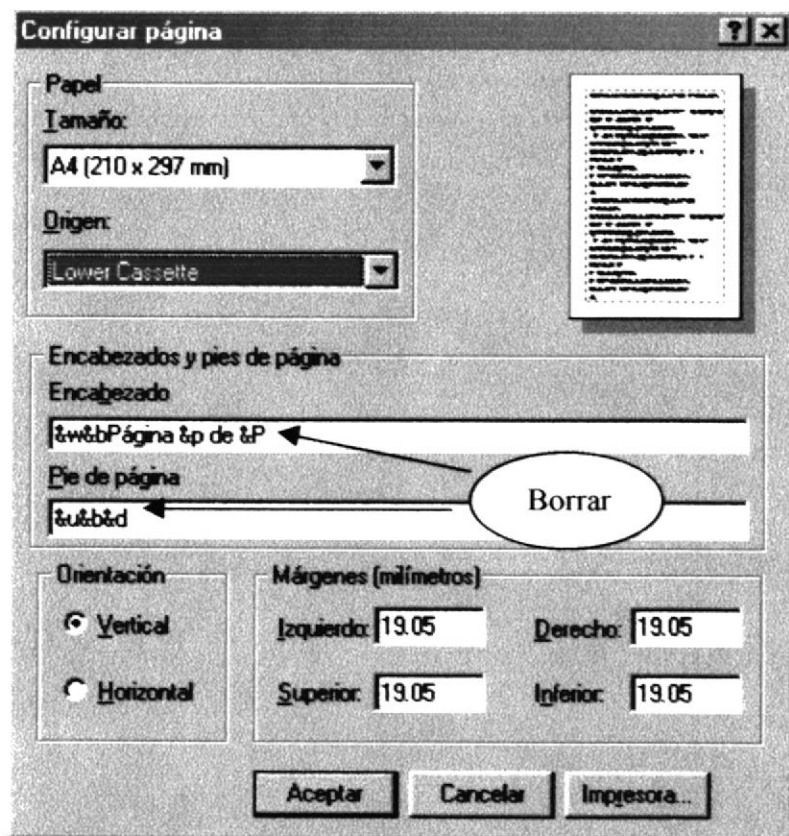 Configurar página
Papel
Tamaño:
A4 (210 x 297 mm)
Origen:
Lower Cassette
Encabezados y pies de página
Encabezado
&w&bPágina &p de &P
Pie de página
&u&b&d
Borrar
Orientación
Vertical
Horizontal
Márgenes (milímetros)
Izquierdo: 19.05 Derecho: 19.05
Superior: 19.05 Inferior: 19.05
Aceptar Cancelar Impresora...